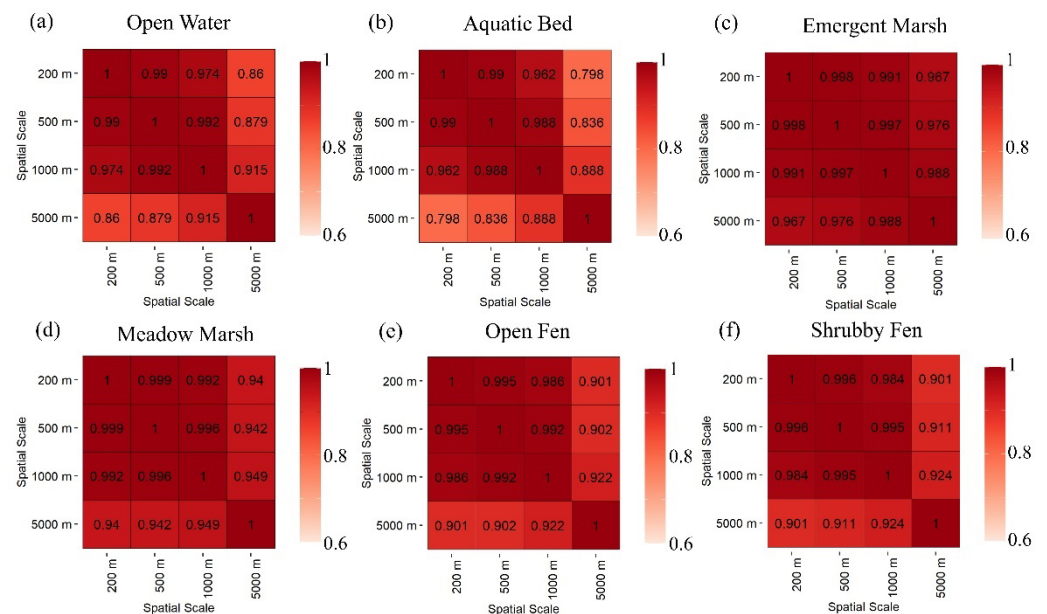 (a) Open Water
200 m 1 0.99 0.974 0.86
500 m 0.99 1 0.992 0.879
1000 m 0.974 0.992 1 0.915
5000 m 0.86 0.879 0.915 1
200 m 500 m 1000 m 5000 m
Spatial Scale
Spatial Scale
1
0.8
0.6
(b) Aquatic Bed
200 m 1 0.99 0.962 0.798
500 m 0.99 1 0.988 0.836
1000 m 0.962 0.988 1 0.888
5000 m 0.798 0.836 0.888 1
200 m 500 m 1000 m 5000 m
Spatial Scale
Spatial Scale
1
0.8
0.6
(c) Emergent Marsh
200 m 1 0.998 0.991 0.967
500 m 0.998 1 0.997 0.976
1000 m 0.991 0.997 1 0.988
5000 m 0.967 0.976 0.988 1
200 m 500 m 1000 m 5000 m
Spatial Scale
Spatial Scale
1
0.8
0.6
(d) Meadow Marsh
200 m 1 0.999 0.992 0.94
500 m 0.999 1 0.996 0.942
1000 m 0.992 0.996 1 0.949
5000 m 0.94 0.942 0.949 1
200 m 500 m 1000 m 5000 m
Spatial Scale
Spatial Scale
1
0.8
0.6
(e) Open Fen
200 m 1 0.995 0.986 0.901
500 m 0.995 1 0.992 0.902
1000 m 0.986 0.992 1 0.922
5000 m 0.901 0.902 0.922 1
200 m 500 m 1000 m 5000 m
Spatial Scale
Spatial Scale
1
0.8
0.6
(f) Shrubby Fen
200 m 1 0.996 0.984 0.901
500 m 0.996 1 0.995 0.911
1000 m 0.984 0.995 1 0.924
5000 m 0.901 0.911 0.924 1
200 m 500 m 1000 m 5000 m
Spatial Scale
Spatial Scale
1
0.8
0.6